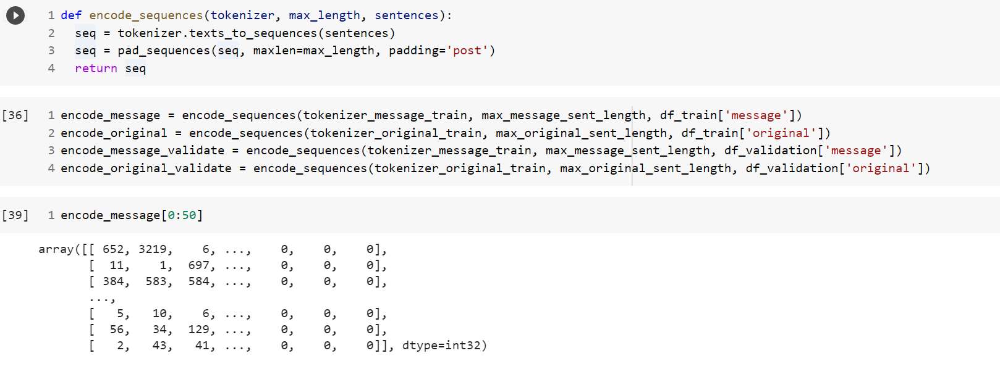 1 def encode_sequences(tokenizer, max_length, sentences):
2   seq = tokenizer.texts_to_sequences(sentences)
3   seq = pad_sequences(seq, maxlen=max_length, padding='post')
4   return seq
[36] 1 encode_message = encode_sequences(tokenizer_message_train, max_message_sent_length, df_train['message'])
2 encode_original = encode_sequences(tokenizer_original_train, max_original_sent_length, df_train['original'])
3 encode_message_validate = encode_sequences(tokenizer_message_train, max_message_sent_length, df_validation['message'])
4 encode_original_validate = encode_sequences(tokenizer_original_train, max_original_sent_length, df_validation['original'])
[39] 1 encode_message[0:50]
array([[ 652, 3219,    6, ...,    0,    0,    0],
       [  11,    1,  697, ...,    0,    0,    0],
       [ 384,  583,  584, ...,    0,    0,    0],
       ...,
       [   5,   10,    6, ...,    0,    0,    0],
       [  56,   34,  129, ...,    0,    0,    0],
       [   2,   43,   41, ...,    0,    0,    0]], dtype=int32)